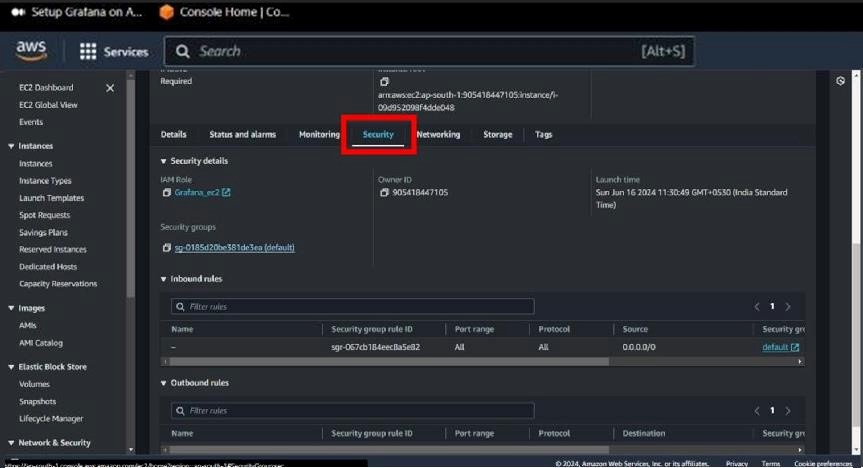 Setup Grafana on A...
Console Home | Co...
aws
Services
Search
[Alt+S]
EC2 Dashboard
EC2 Global View
Events
Instances
Instances
Instance Types
Launch Templates
Spot Requests
Savings Plans
Reserved Instances
Dedicated Hosts
Capacity Reservations
Images
AMIs
AMI Catalog
Elastic Block Store
Volumes
Snapshots
Lifecycle Manager
Network & Security
Required
arn:aws:ec2:ap-south-1:905418447105:instance/i-
09d952098f4dde048
Details Status and alarms Monitoring Security Networking Storage Tags
Security details
IAM Role
Grafana_ec2
Owner ID
905418447105
Launch time
Sun Jun 16 2024 11:30:49 GMT+0530 (India Standard
Time)
Security groups
sg-0185d20be381de3ea (default)
Inbound rules
Filter rules
1
Name Security group rule ID Port range Protocol Source Security gro
– sgr-067cb184eec8a5e82 All All 0.0.0.0/0 default
Outbound rules
Filter rules
1
Name Security group rule ID Port range Protocol Destination Security gro
© 2024, Amazon Web Services, Inc. or its affiliates. Privacy Terms Cookie preferences